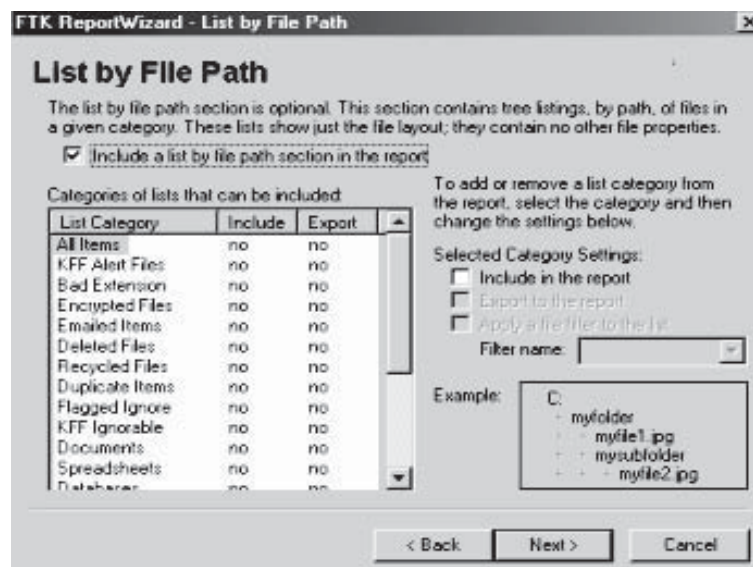 FTK ReportWizard - List by File Path
List by File Path
The list by file path section is optional. This section contains tree listings, by path, of files in
a given category. These lists show just the file layout; they contain no other file properties.
Include a list by file path section in the report
Categories of lists that can be included:
List Category Include Export
All Items no no
KFF Alert Files no no
Bad Extension no no
Encrypted Files no no
Emailed Items no no
Deleted Files no no
Recycled Files no no
Duplicate Items no no
Flagged Ignore no no
KFF Ignorable no no
Documents no no
Spreadsheets no no
Databases no no
To add or remove a list category from
the report, select the category and then
change the settings below.
Selected Category Settings:
Include in the report
Export to the report
Apply a file filter to the list
Filter name:
Example:
C:
myfolder
myfile1.jpg
mysubfolder
myfile2.jpg
< Back
Next >
Cancel